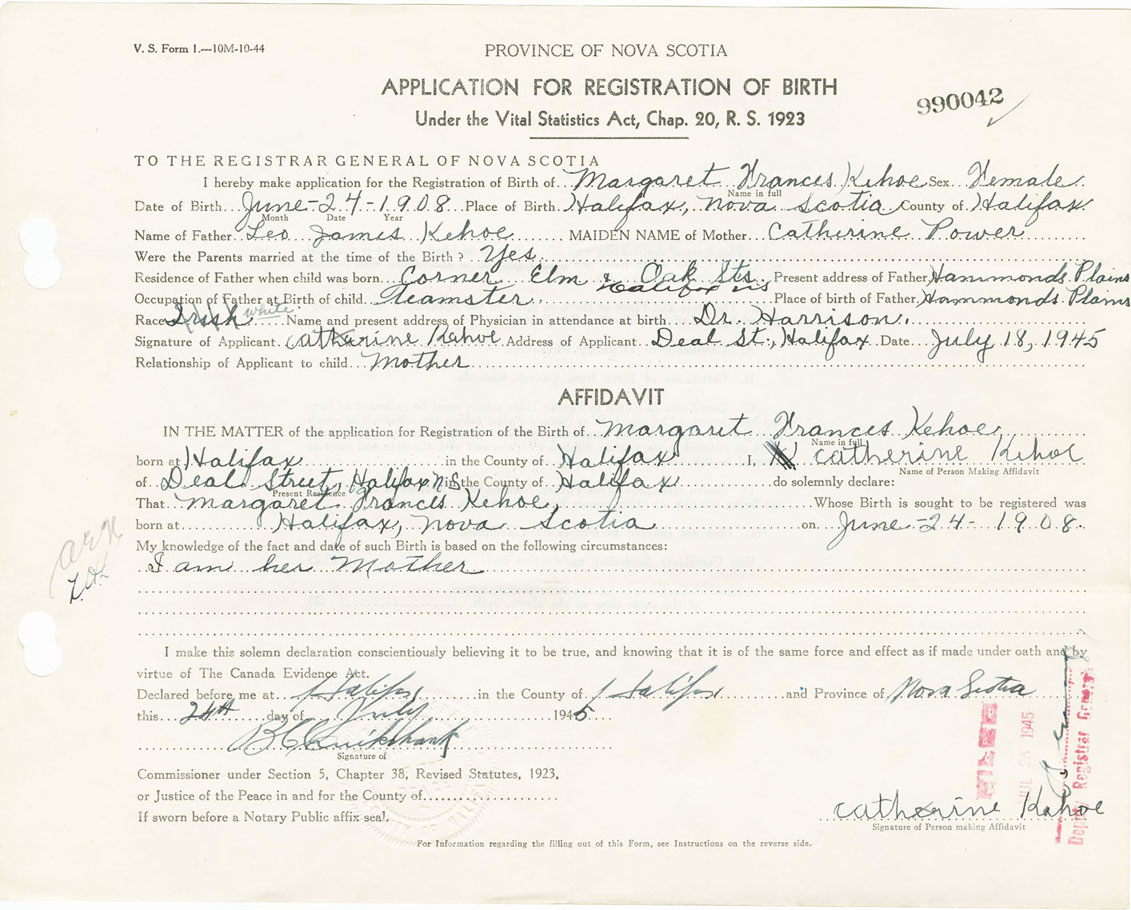 V. S. Form 1.—10M-10-44
PROVINCE OF NOVA SCOTIA
APPLICATION FOR REGISTRATION OF BIRTH
990042
Under the Vital Statistics Act, Chap. 20, R. S. 1923
TO THE REGISTRAR GENERAL OF NOVA SCOTIA
I hereby make application for the Registration of Birth of Margaret Frances Kehoe Sex Female
Name in full
Date of Birth June-24-1908 Place of Birth Halifax, Nova Scotia County of Halifax
Month Date Year
Name of Father Leo James Kehoe MAIDEN NAME of Mother Catherine Power
Were the Parents married at the time of the Birth? Yes
Residence of Father when child was born Corner Elm & Oak Sts. Present address of Father Hammonds Plains
Halifax NS
Occupation of Father at Birth of child Teamster Place of birth of Father Hammonds Plains
Race Irish white Name and present address of Physician in attendance at birth Dr. Harrison.
Signature of Applicant Catherine Kehoe Address of Applicant Deal St., Halifax Date July 18, 1945
Relationship of Applicant to child Mother
AFFIDAVIT
IN THE MATTER of the application for Registration of the Birth of Margaret Frances Kehoe
Name in full
born at Halifax in the County of Halifax I, Catherine Kehoe
Name of Person Making Affidavit
of Deal Street, Halifax N.S in the County of Halifax do solemnly declare:
Present Residence
That Margaret Frances Kehoe, Whose Birth is sought to be registered was
born at Halifax, Nova Scotia on June-24-1908.
My knowledge of the fact and date of such Birth is based on the following circumstances:
I am her Mother
I make this solemn declaration conscientiously believing it to be true, and knowing that it is of the same force and effect as if made under oath and by
virtue of The Canada Evidence Act.
Declared before me at Halifax in the County of Halifax and Province of Nova Scotia
this 24th day of July 1945
Signature of
Commissioner under Section 5, Chapter 38, Revised Statutes, 1923,
or Justice of the Peace in and for the County of
If sworn before a Notary Public affix seal.
Catherine Kehoe
Signature of Person making Affidavit
FILED
JUL 25 1945
Deputy Registrar General
For Information regarding the filling out of this Form, see Instructions on the reverse side.